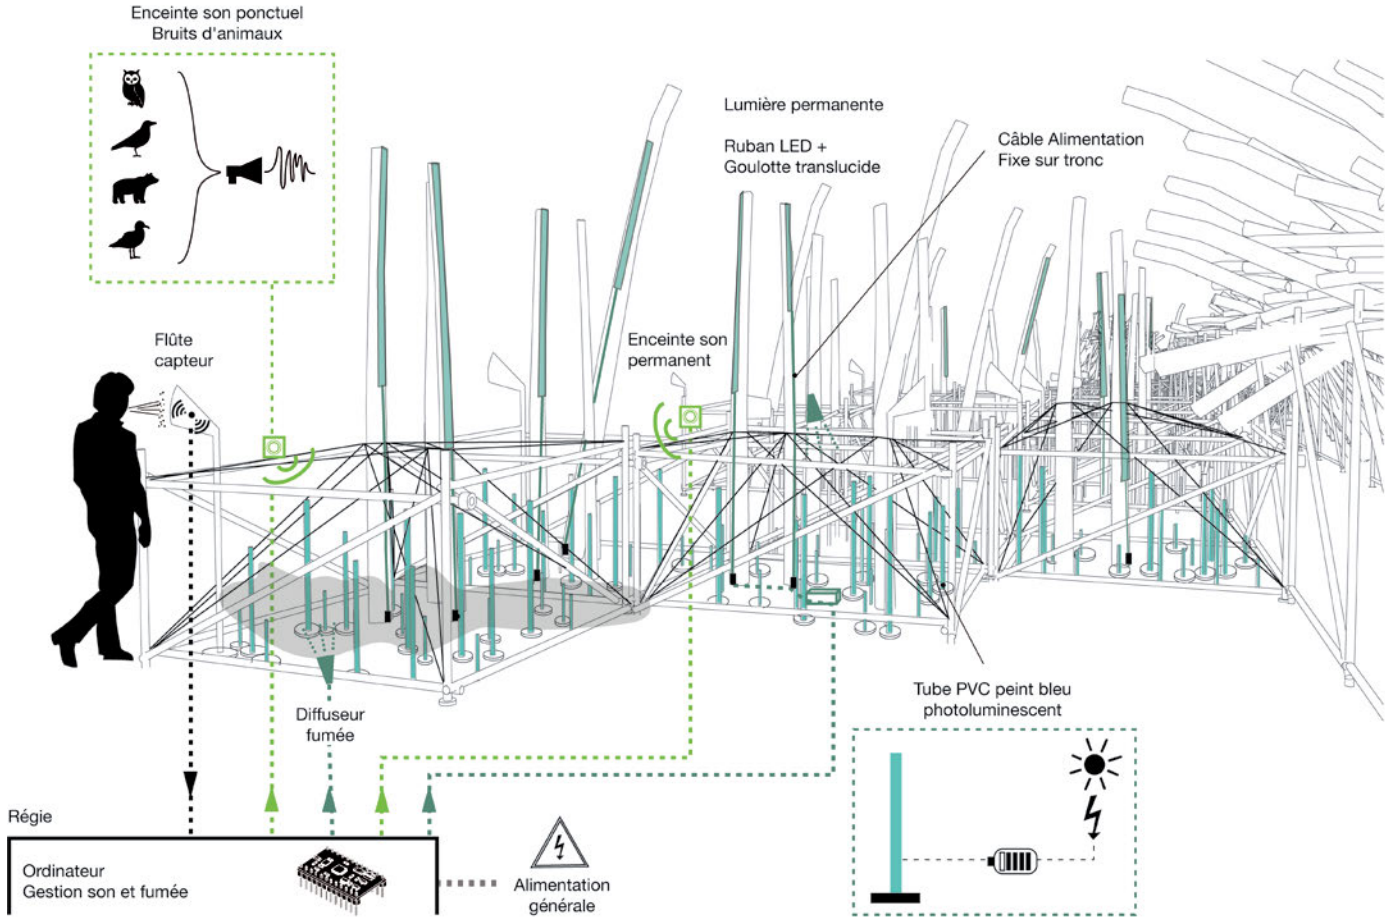 Enceinte son ponctuel
Bruits d'animaux
Lumière permanente
Ruban LED +
Goulotte translucide
Câble Alimentation
Fixe sur tronc
Flûte
capteur
Enceinte son
permanent
Tube PVC peint bleu
photoluminescent
Diffuseur
fumée
Régie
Ordinateur
Gestion son et fumée
Alimentation
générale